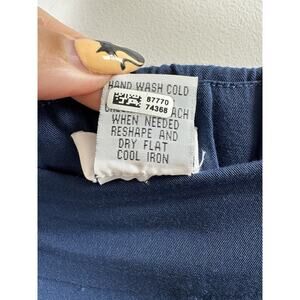 HAND WASH COLD
87770
74368
WHEN NEEDED
RESHAPE AND
DRY FLAT
COOL IRON